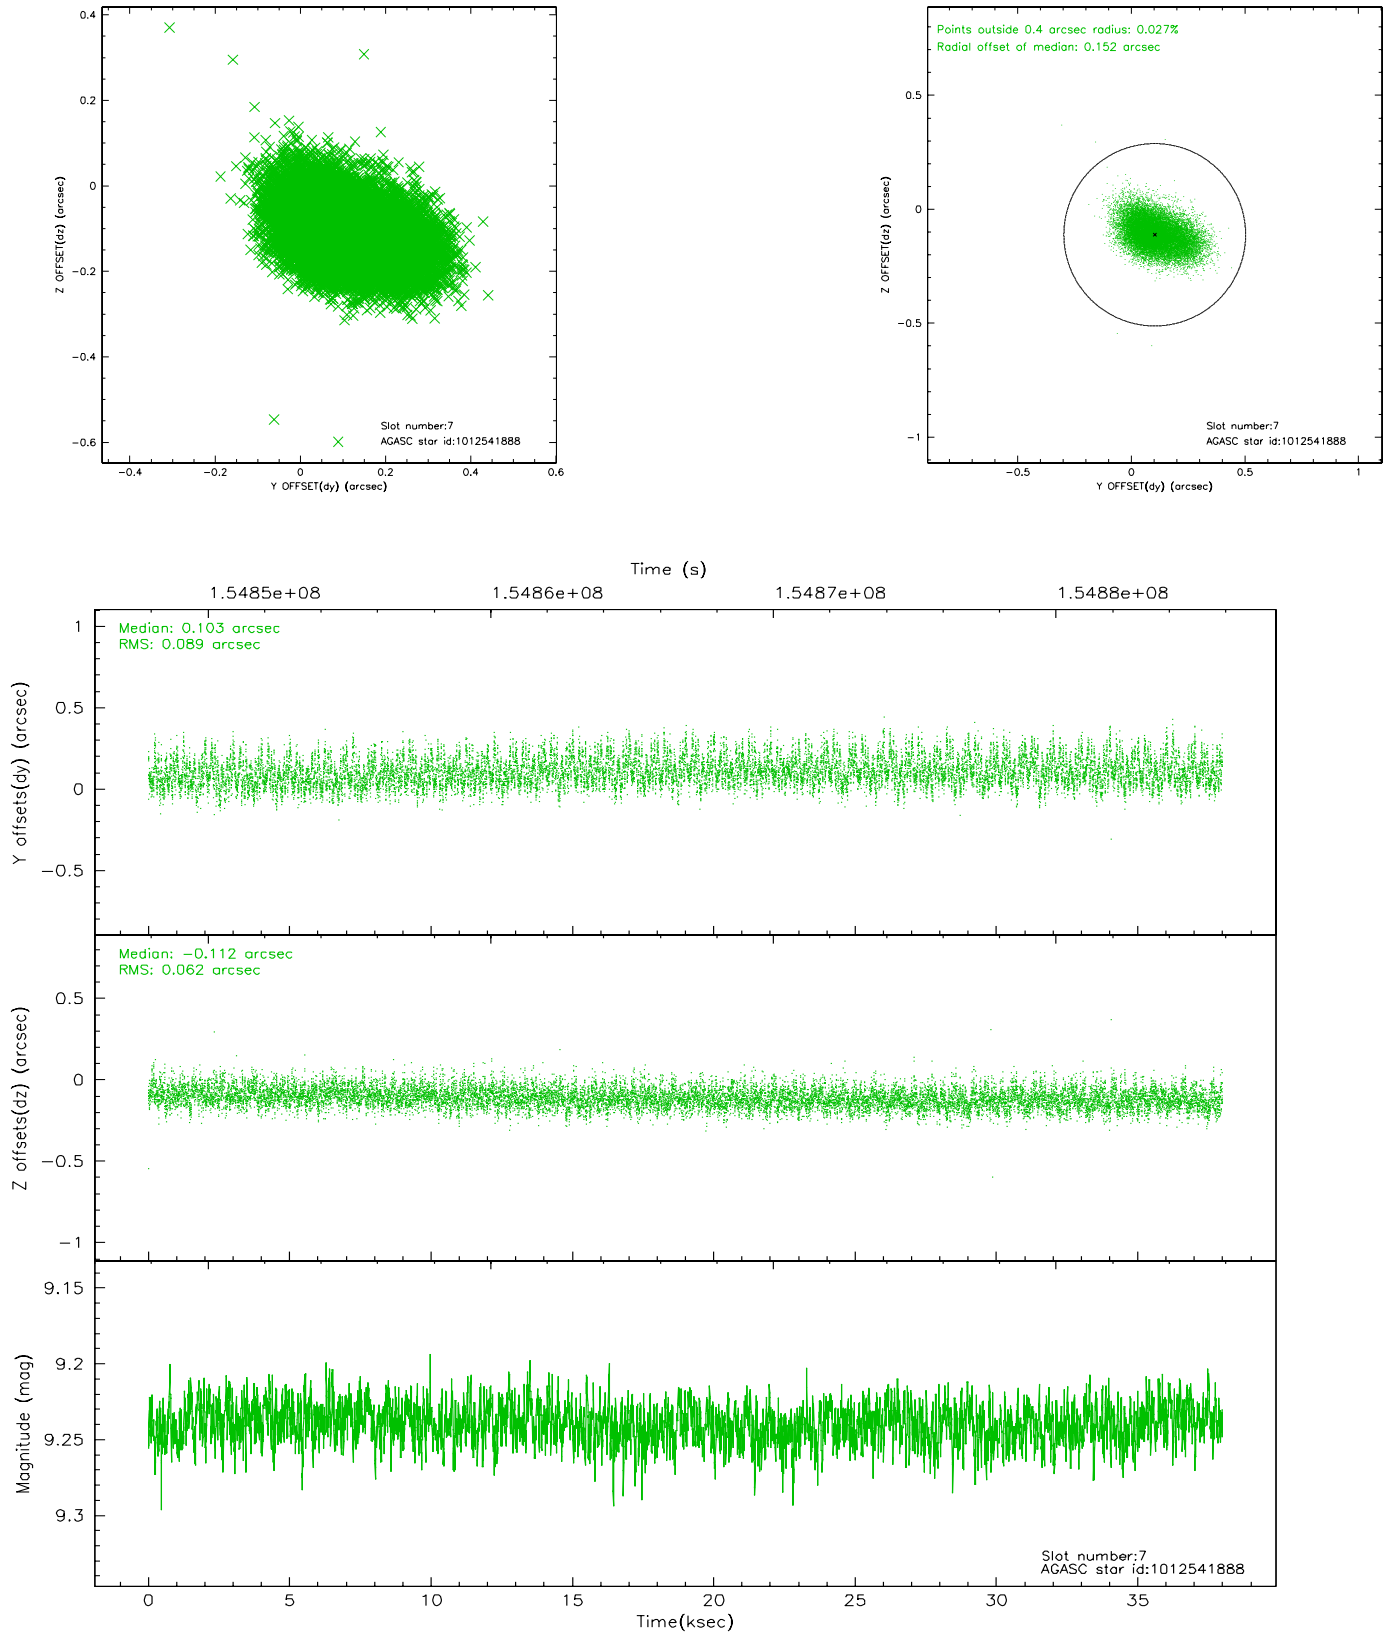 0.4
0.2
0
−0.2
−0.4
−0.6
Z OFFSET(dz) (arcsec)
−0.4
−0.2
0
0.2
0.4
0.6
Y OFFSET(dy) (arcsec)
Slot number:7
AGASC star id:1012541888
Points outside 0.4 arcsec radius: 0.027%
Radial offset of median: 0.152 arcsec
0.5
0
−0.5
−1
Z OFFSET(dz) (arcsec)
−0.5
0
0.5
1
Y OFFSET(dy) (arcsec)
Slot number:7
AGASC star id:1012541888
Time (s)
1.5485e+08
1.5486e+08
1.5487e+08
1.5488e+08
Median: 0.103 arcsec
RMS: 0.089 arcsec
1
0.5
0
−0.5
Y offsets(dy) (arcsec)
Median: −0.112 arcsec
RMS: 0.062 arcsec
0.5
0
−0.5
−1
Z offsets(dz) (arcsec)
9.15
9.2
9.25
9.3
Magnitude (mag)
Slot number:7
AGASC star id:1012541888
0
5
10
15
20
25
30
35
Time(ksec)